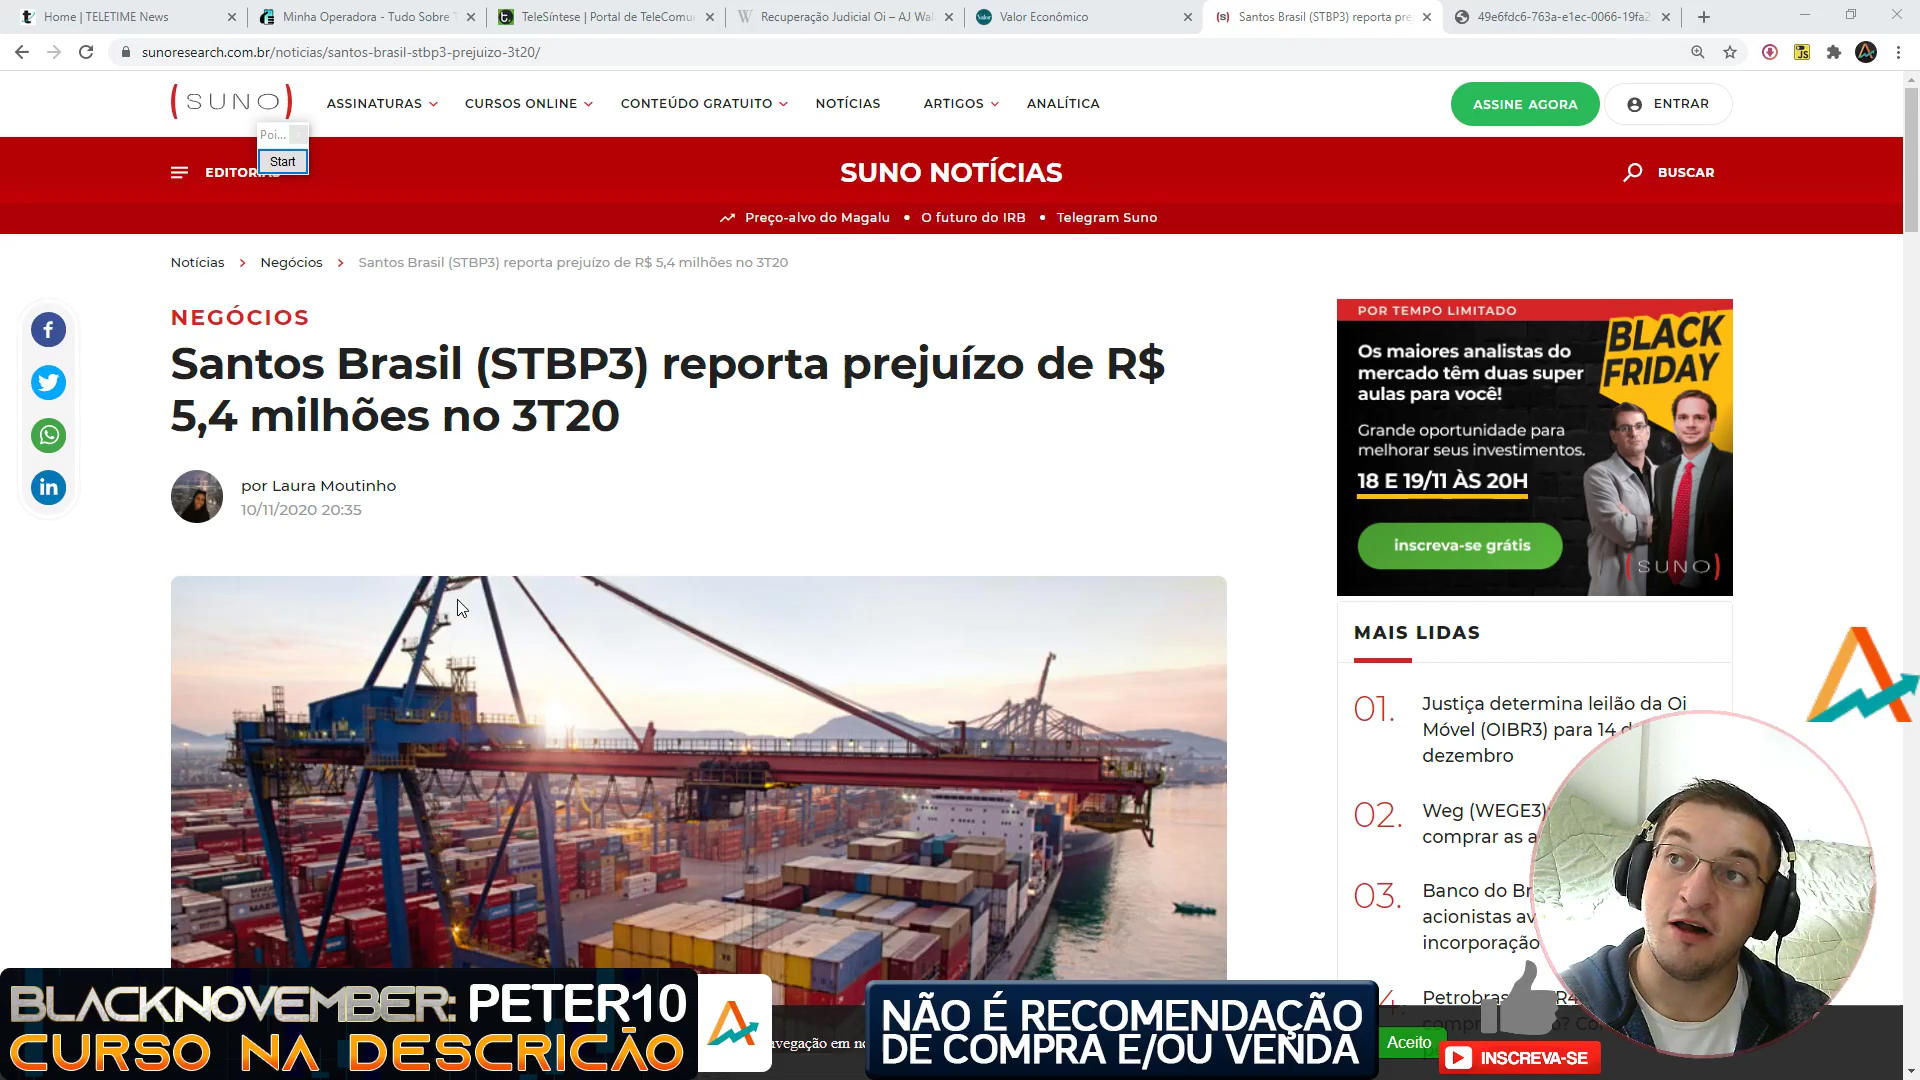 Home | TELETIME News
Minha Operadora - Tudo Sobre T
TeleSíntese | Portal de TeleComu
Recuperação Judicial Oi – AJ Wal
Valor Econômico
Santos Brasil (STBP3) reporta pre
49e6fdc6-763a-e1ec-0066-19fa2
sunoresearch.com.br/noticias/santos-brasil-stbp3-prejuizo-3t20/
(SUNO)
ASSINATURAS
CURSOS ONLINE
CONTEÚDO GRATUITO
NOTÍCIAS
ARTIGOS
ANALÍTICA
ASSINE AGORA
ENTRAR
Poi...
Start
EDITORIAS
SUNO NOTÍCIAS
BUSCAR
Preço-alvo do Magalu • O futuro do IRB • Telegram Suno
Notícias > Negócios > Santos Brasil (STBP3) reporta prejuízo de R$ 5,4 milhões no 3T20
NEGÓCIOS
Santos Brasil (STBP3) reporta prejuízo de R$
5,4 milhões no 3T20
por Laura Moutinho
10/11/2020 20:35
POR TEMPO LIMITADO
BLACK
FRIDAY
Os maiores analistas do
mercado têm duas super
aulas para você!
Grande oportunidade para
melhorar seus investimentos.
18 E 19/11 ÀS 20H
inscreva-se grátis
(SUNO)
MAIS LIDAS
01.
Justiça determina leilão da Oi
Móvel (OIBR3) para 14 d
dezembro
02.
Weg (WEGE3)
comprar as a
03.
Banco do Br
acionistas av
incorporação
Petrobras
BLACKNOVEMBER: PETER10
CURSO NA DESCRICÃO
vegação em no
NÃO É RECOMENDAÇÃO
DE COMPRA E/OU VENDA
Aceito
INSCREVA-SE